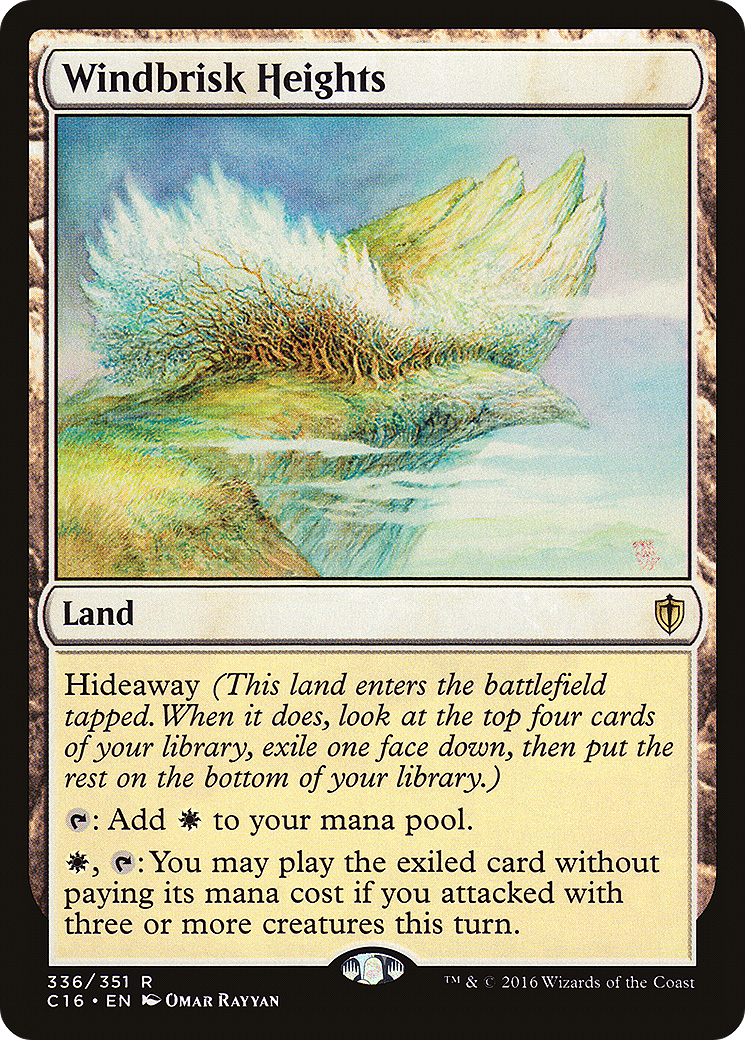 Windbrisk Heights
Land
Hideaway (This land enters the battlefield
tapped. When it does, look at the top four cards
of your library, exile one face down, then put the
rest on the bottom of your library.)
: Add to your mana pool.
, : You may play the exiled card without
paying its mana cost if you attacked with
three or more creatures this turn.
336/351 R
C16 • EN Omar Rayyan
™ & © 2016 Wizards of the Coast